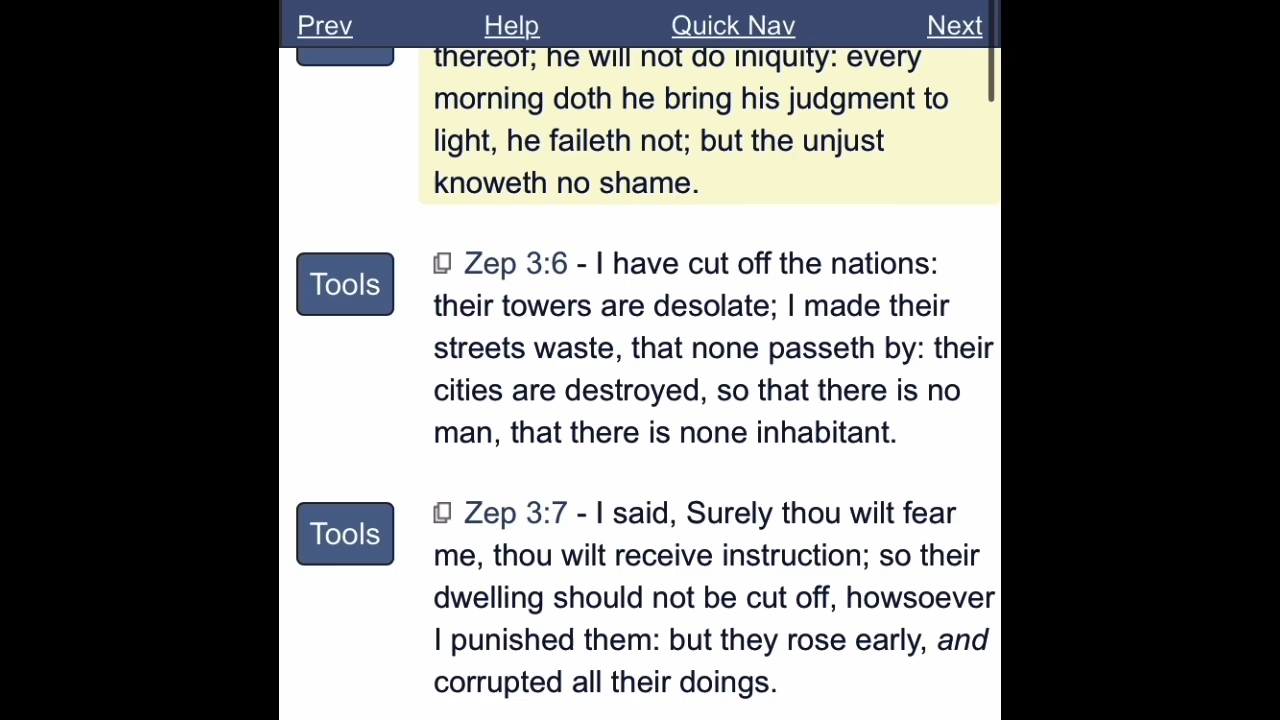 Prev Help Quick Nav Next
thereof; he will not do iniquity: every
morning doth he bring his judgment to
light, he faileth not; but the unjust
knoweth no shame.
Tools
Zep 3:6 - I have cut off the nations:
their towers are desolate; I made their
streets waste, that none passeth by: their
cities are destroyed, so that there is no
man, that there is none inhabitant.
Tools
Zep 3:7 - I said, Surely thou wilt fear
me, thou wilt receive instruction; so their
dwelling should not be cut off, howsoever
I punished them: but they rose early, and
corrupted all their doings.